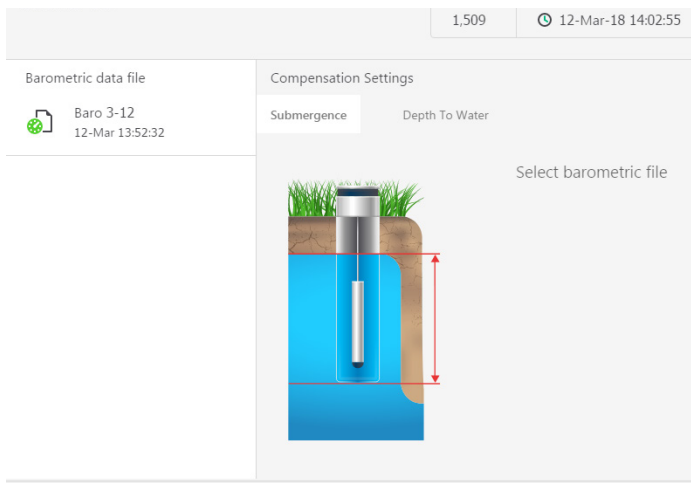 1,509
12-Mar-18 14:02:55
Barometric data file
Baro 3-12
12-Mar 13:52:32
Compensation Settings
Submergence
Depth To Water
Select barometric file